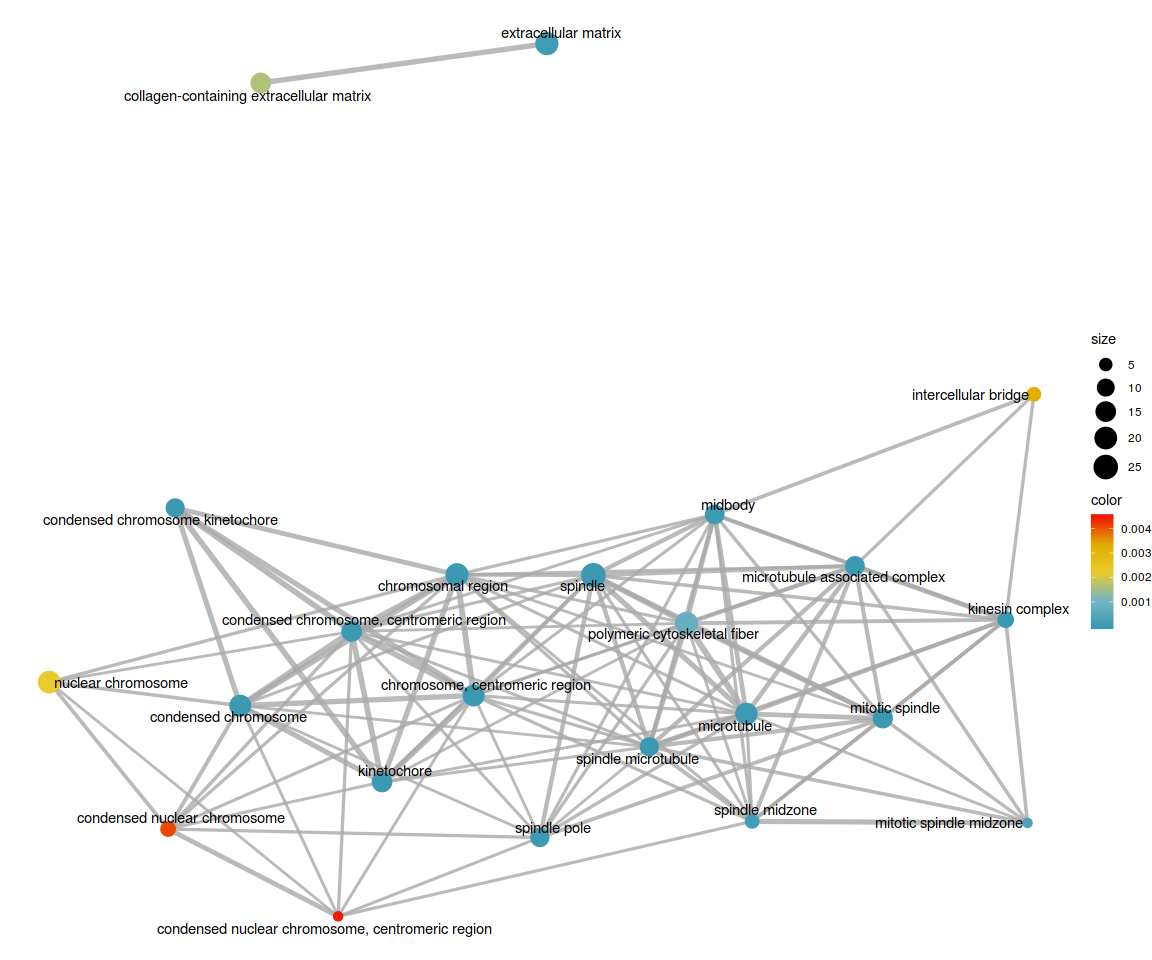 extracellular matrix
collagen-containing extracellular matrix
size
5
10
15
20
25
intercellular bridge
color
0.004
0.003
0.002
0.001
midbody
condensed chromosome kinetochore
microtubule associated complex
chromosomal region
spindle
kinesin complex
condensed chromosome, centromeric region
polymeric cytoskeletal fiber
nuclear chromosome
chromosome, centromeric region
mitotic spindle
condensed chromosome
microtubule
spindle microtubule
kinetochore
spindle midzone
condensed nuclear chromosome
mitotic spindle midzone
spindle pole
condensed nuclear chromosome, centromeric region